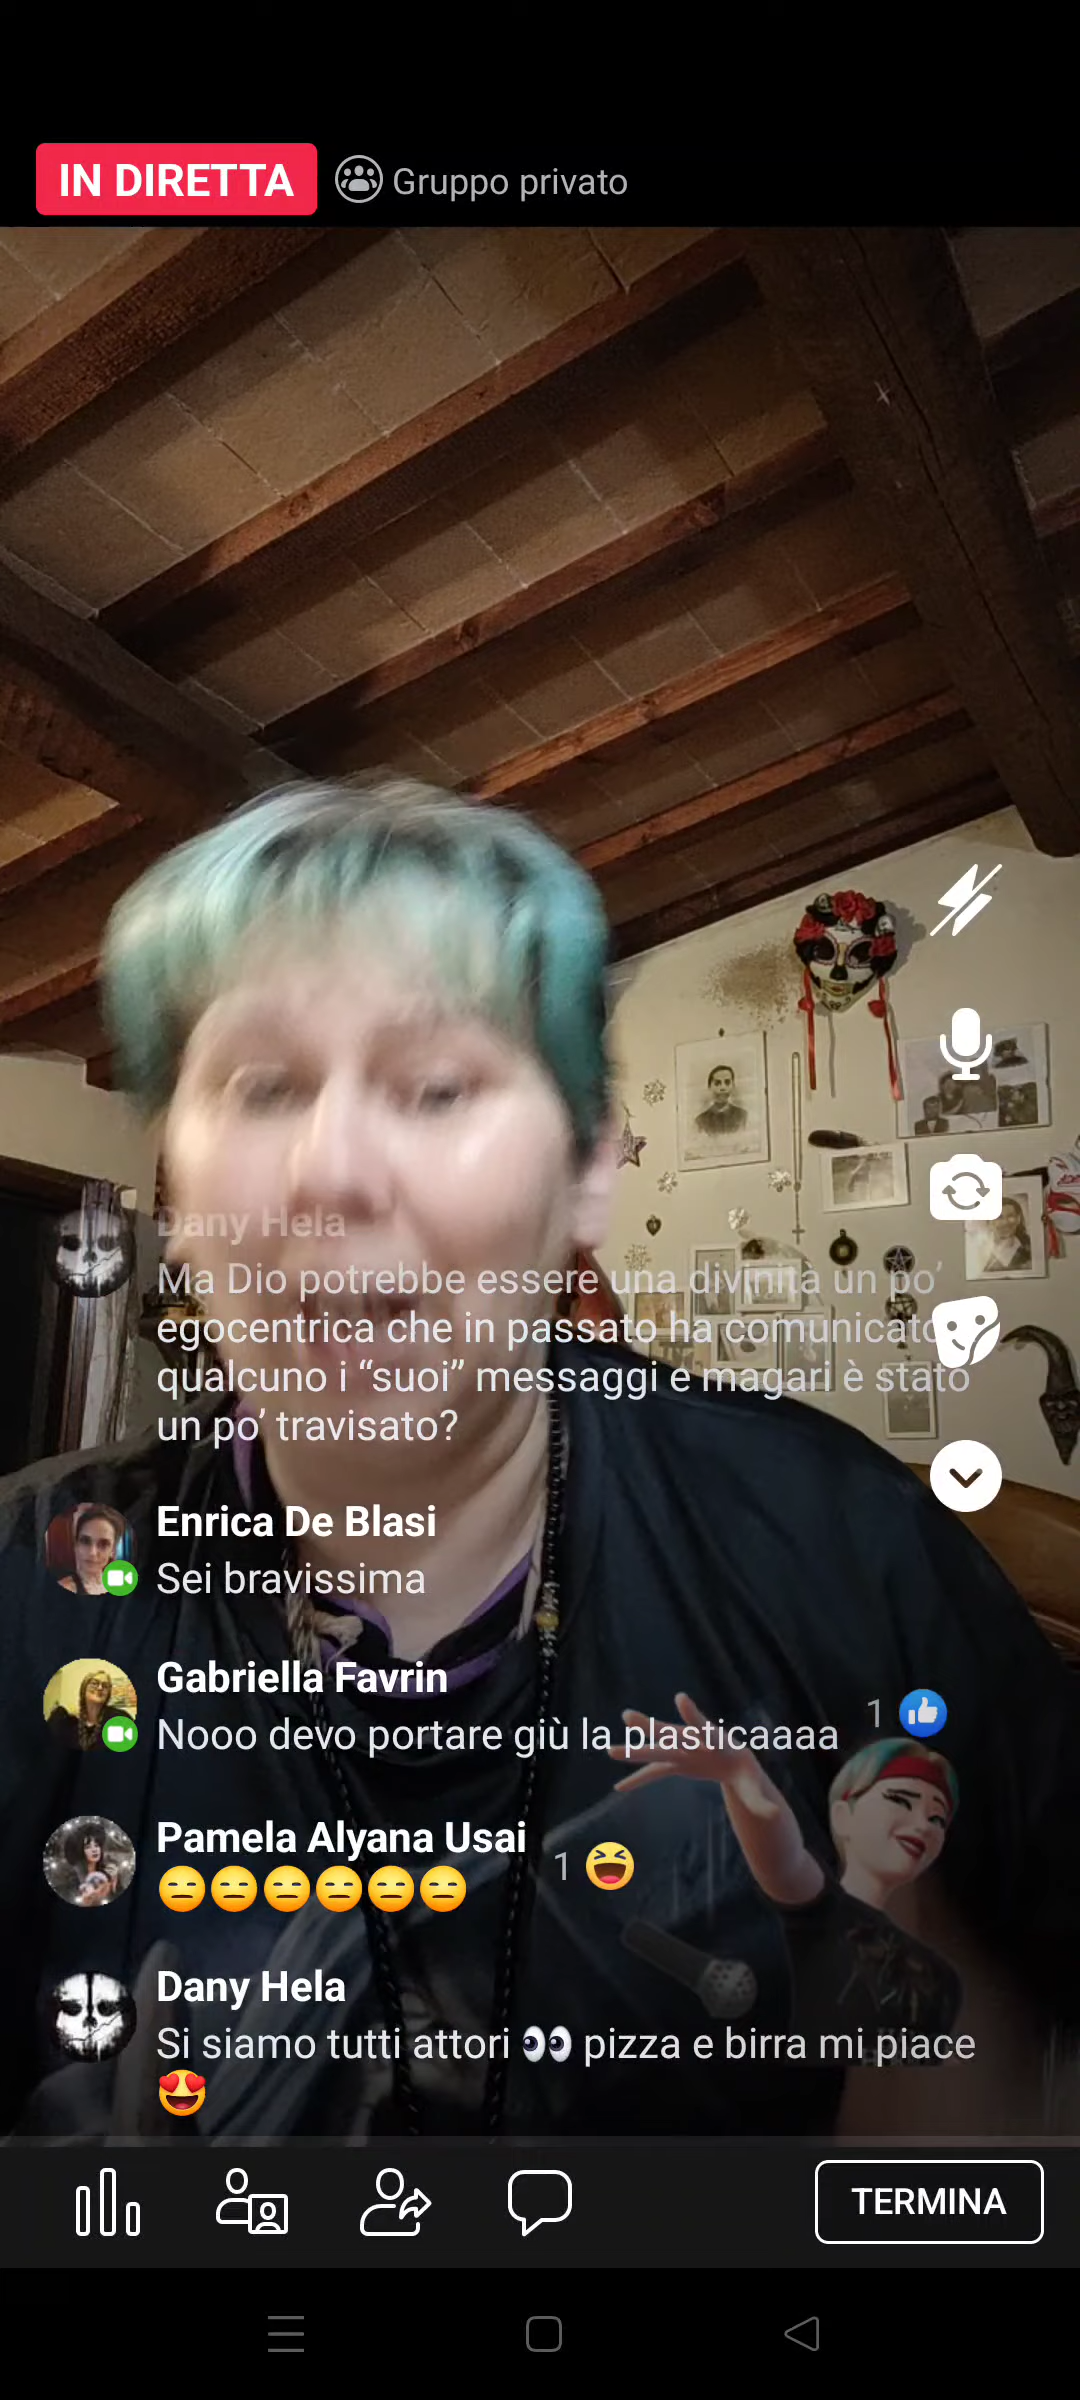 IN DIRETTA Gruppo privato
Dany Hela
Ma Dio potrebbe essere una divinità un po’
egocentrica che in passato ha comunicato
qualcuno i “suoi” messaggi e magari è stato
un po’ travisato?
Enrica De Blasi
Sei bravissima
Gabriella Favrin
Nooo devo portare giù la plasticaaaa 1
Pamela Alyana Usai
😑😑😑😑😑😑 1
Dany Hela
Si siamo tutti attori 👀 pizza e birra mi piace
😍
TERMINA